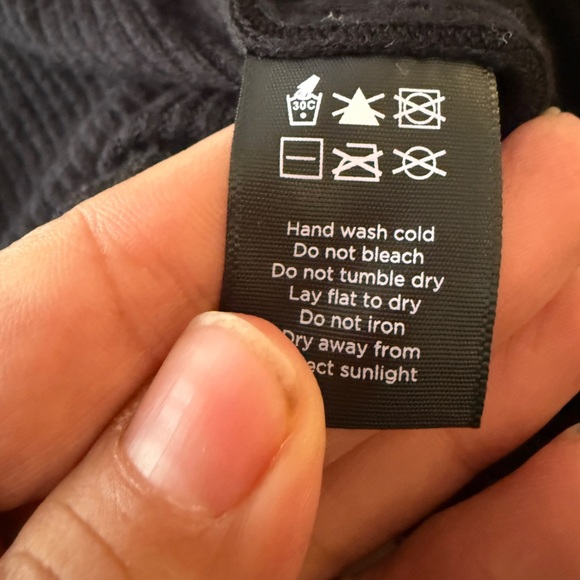 30C
Hand wash cold
Do not bleach
Do not tumble dry
Lay flat to dry
Do not iron
Dry away from
sunlight